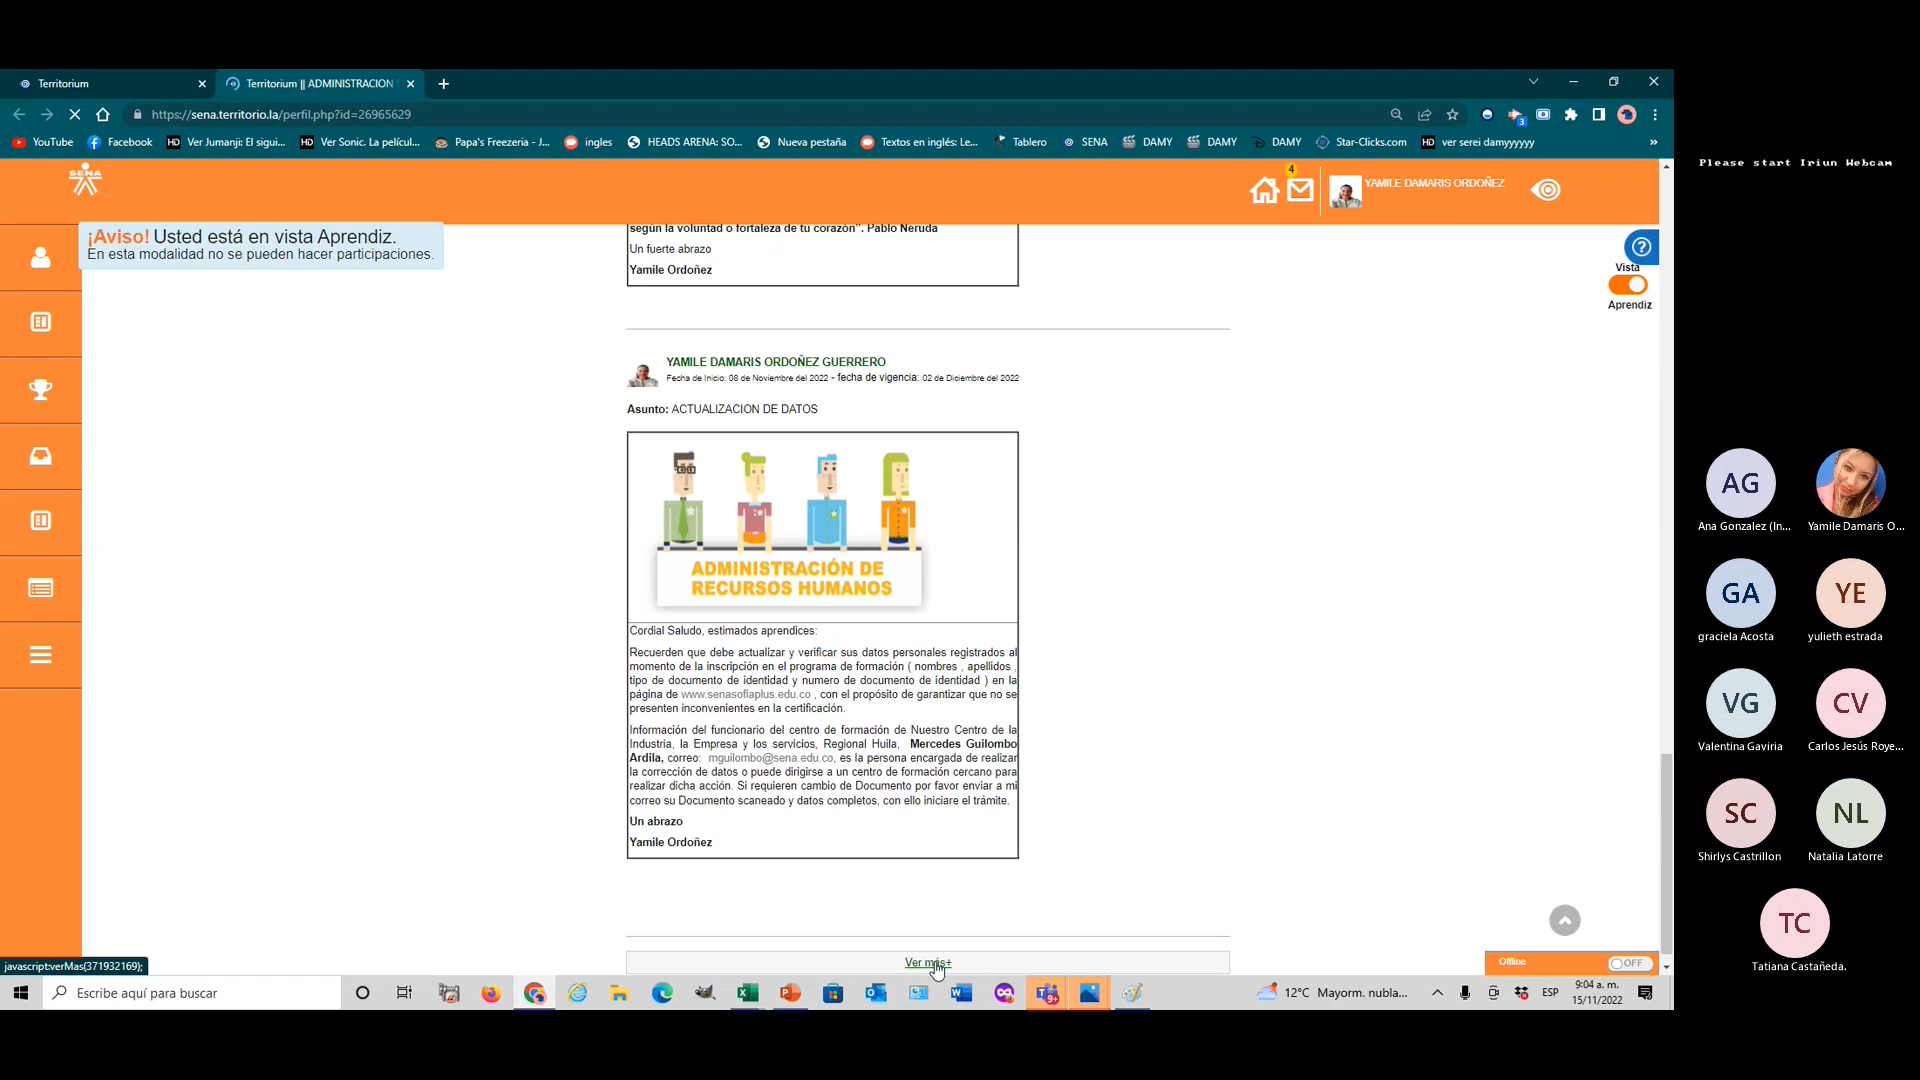 Territorium
Territorium || ADMINISTRACION
https://sena.territorio.la/perfil.php?id=26965629
YouTube
Facebook
Ver Jumanji: El sigui...
Ver Sonic. La películ...
Papa's Freezeria - J...
ingles
HEADS ARENA: SO...
Nueva pestaña
Textos en inglés: Le...
Tablero
SENA
DAMY
DAMY
DAMY
Star-Clicks.com
ver serei damyyyyyy
SENA
4
YAMILE DAMARIS ORDOÑEZ
¡Aviso! Usted está en vista Aprendiz.
En esta modalidad no se pueden hacer participaciones.
Vista
Aprendiz
según la voluntad o fortaleza de tu corazón”. Pablo Neruda
Un fuerte abrazo
Yamile Ordoñez
YAMILE DAMARIS ORDOÑEZ GUERRERO
Fecha de Inicio: 08 de Noviembre del 2022 - fecha de vigencia: 02 de Diciembre del 2022
Asunto: ACTUALIZACION DE DATOS
ADMINISTRACIÓN DE
RECURSOS HUMANOS
Cordial Saludo, estimados aprendices:
Recuerden que debe actualizar y verificar sus datos personales registrados al
momento de la inscripción en el programa de formación ( nombres , apellidos ,
tipo de documento de identidad y numero de documento de identidad ) en la
página de www.senasofiaplus.edu.co , con el propósito de garantizar que no se
presenten inconvenientes en la certificación.
Información del funcionario del centro de formación de Nuestro Centro de la
Industria, la Empresa y los servicios, Regional Huila, Mercedes Guilombo
Ardila, correo: mguilombo@sena.edu.co, es la persona encargada de realizar
la corrección de datos o puede dirigirse a un centro de formación cercano para
realizar dicha acción. Si requieren cambio de Documento por favor enviar a mi
correo su Documento scaneado y datos completos, con ello iniciare el trámite.
Un abrazo
Yamile Ordoñez
Ver más+
javascript:verMas(371932169);
Offline
OFF
Escribe aquí para buscar
12°C Mayorm. nubla...
ESP
9:04 a. m.
15/11/2022
Please start Iriun Webcam
AG
Ana Gonzalez (In...
Yamile Damaris O...
GA
graciela Acosta
YE
yulieth estrada
VG
Valentina Gaviria
CV
Carlos Jesús Roye...
SC
Shirlys Castrillon
NL
Natalia Latorre
TC
Tatiana Castañeda.